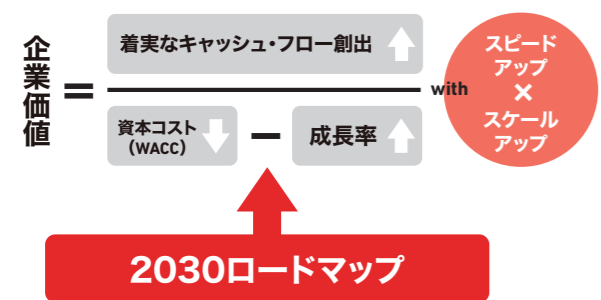 企業価値
=
着実なキャッシュ・フロー創出
資本コスト
(WACC)
ー
成長率
with
スピード
アップ
×
スケール
アップ
2030ロードマップ